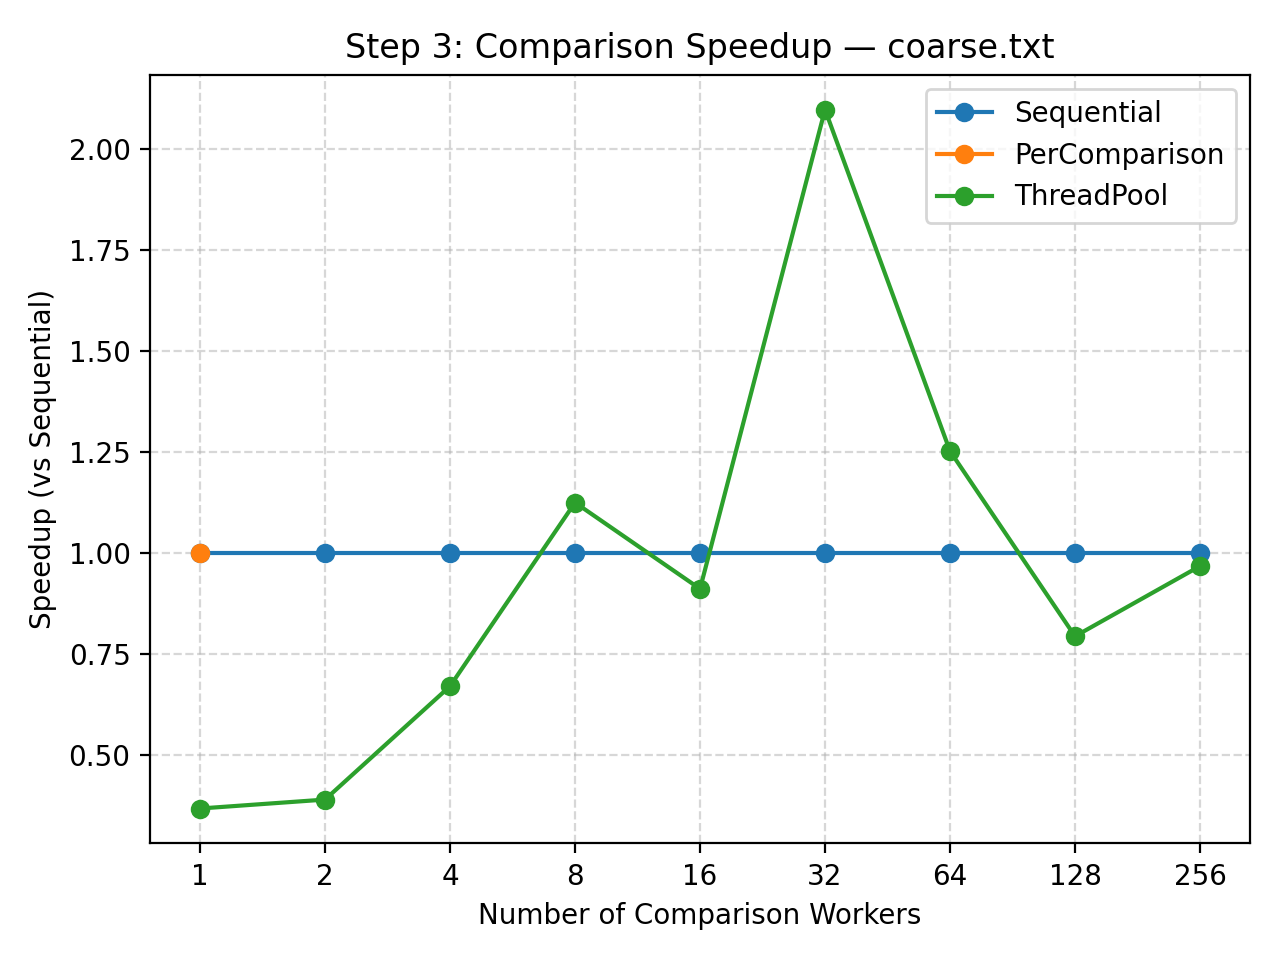 Step 3: Comparison Speedup — coarse.txt
Sequential
PerComparison
ThreadPool
Speedup (vs Sequential)
2.00
1.75
1.50
1.25
1.00
0.75
0.50
1 2 4 8 16 32 64 128 256
Number of Comparison Workers